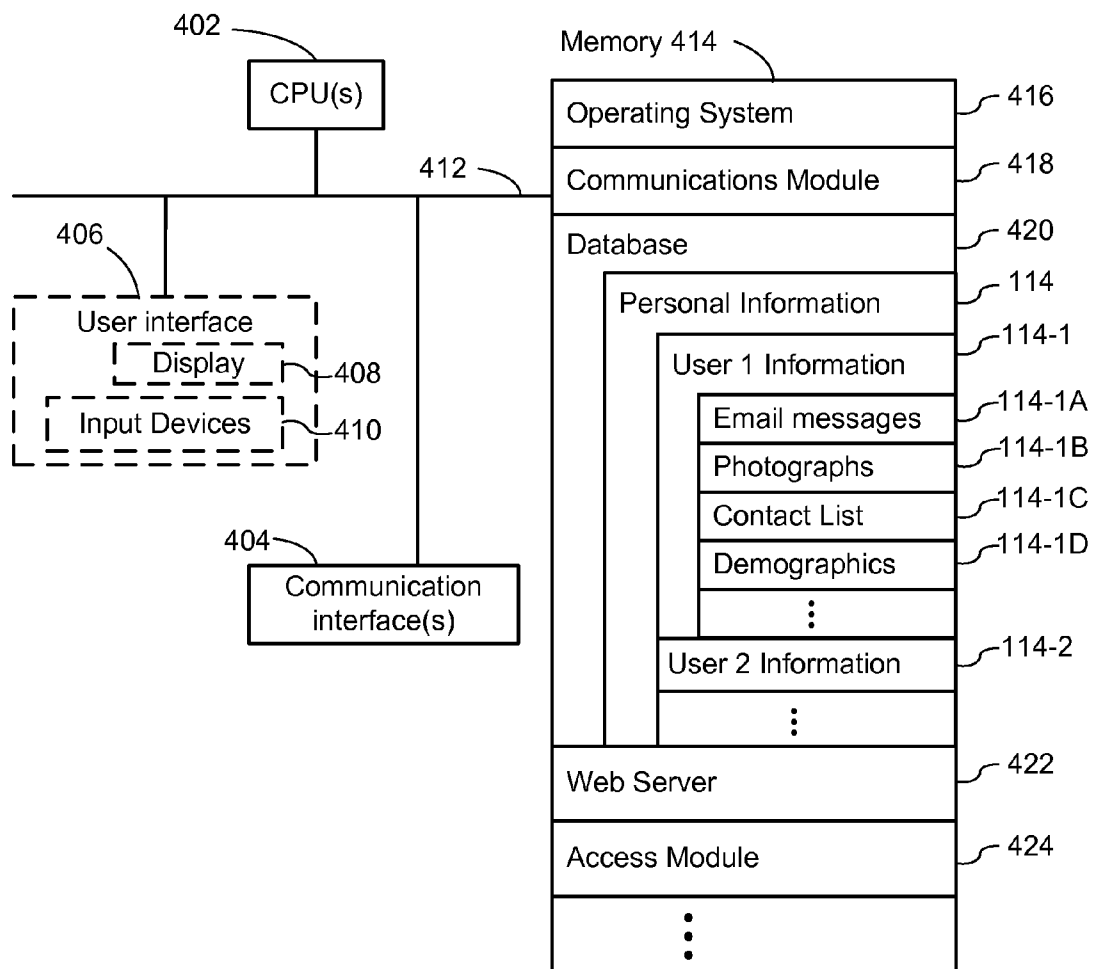 402
CPU(s)
412
406
User interface
Display
408
Input Devices
410
404
Communication
interface(s)
Memory 414
Operating System
416
Communications Module
418
Database
420
Personal Information
114
User 1 Information
114-1
Email messages
114-1A
Photographs
114-1B
Contact List
114-1C
Demographics
114-1D
User 2 Information
114-2
Web Server
422
Access Module
424